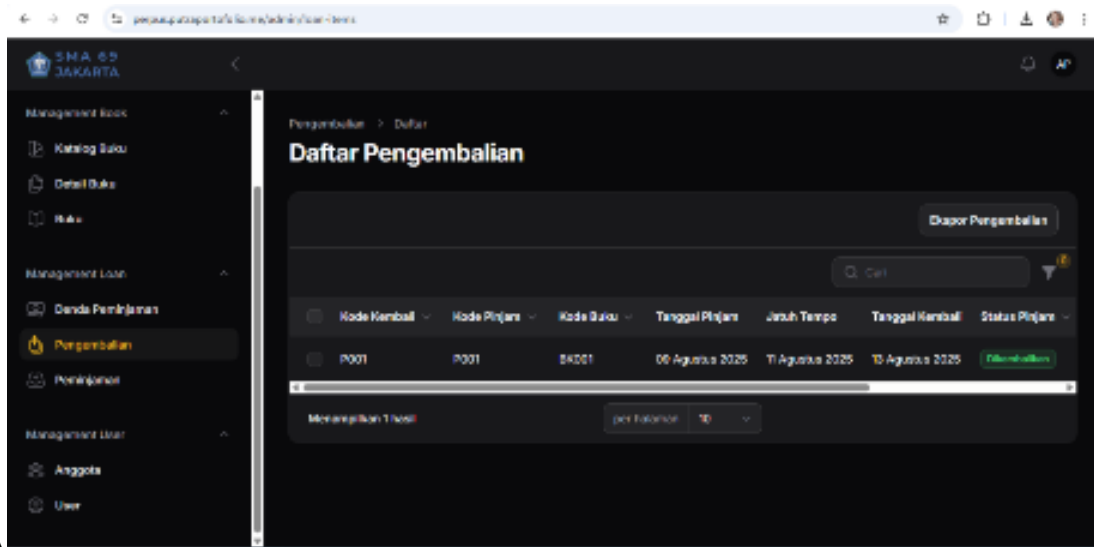 SMA 69
JAKARTA
AP
Management Book
Katalog Buku
Detail Buku
Buku
Management Loan
Denda Peminjaman
Pengembalian
Peminjaman
Management User
Anggota
User
Pengembalian > Daftar
Daftar Pengembalian
Ekspor Pengembalian
Cari
Kode Kembali Kode Pinjam Kode Buku Tanggal Pinjam Jatuh Tempo Tanggal Kembali Status Pinjam
P001 P001 BK001 09 Agustus 2025 11 Agustus 2025 13 Agustus 2025 Dikembalikan
Menampilkan 1 hasil per halaman 10